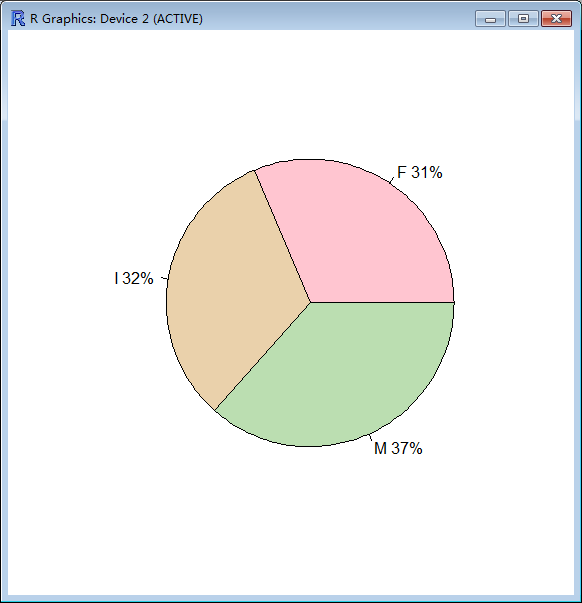 R Graphics: Device 2 (ACTIVE)
F 31%
I 32%
M 37%